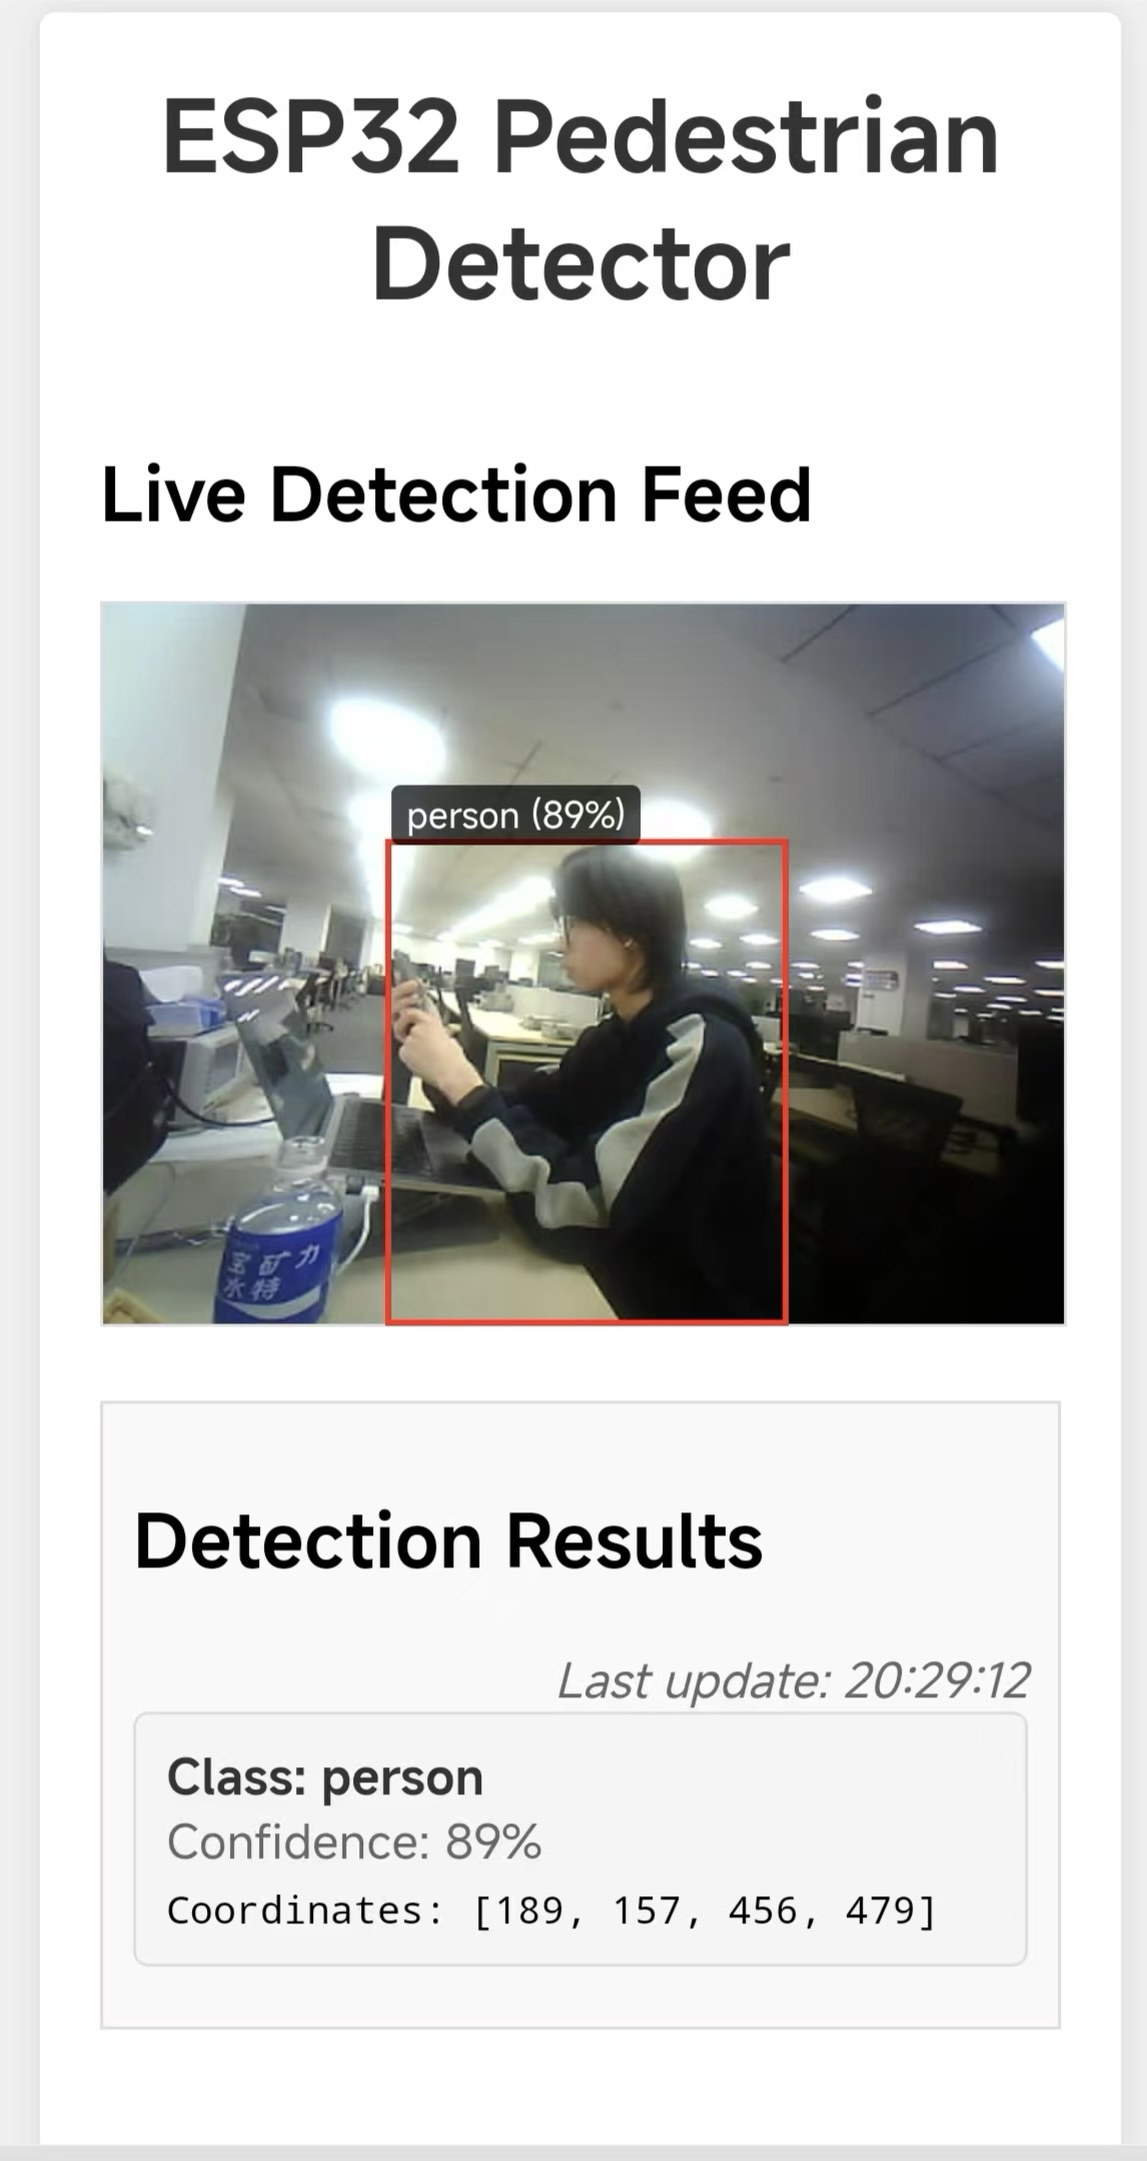 ESP32 Pedestrian
Detector
Live Detection Feed
person (89%)
宝矿力
水特
Detection Results
Last update: 20:29:12
Class: person
Confidence: 89%
Coordinates: [189, 157, 456, 479]